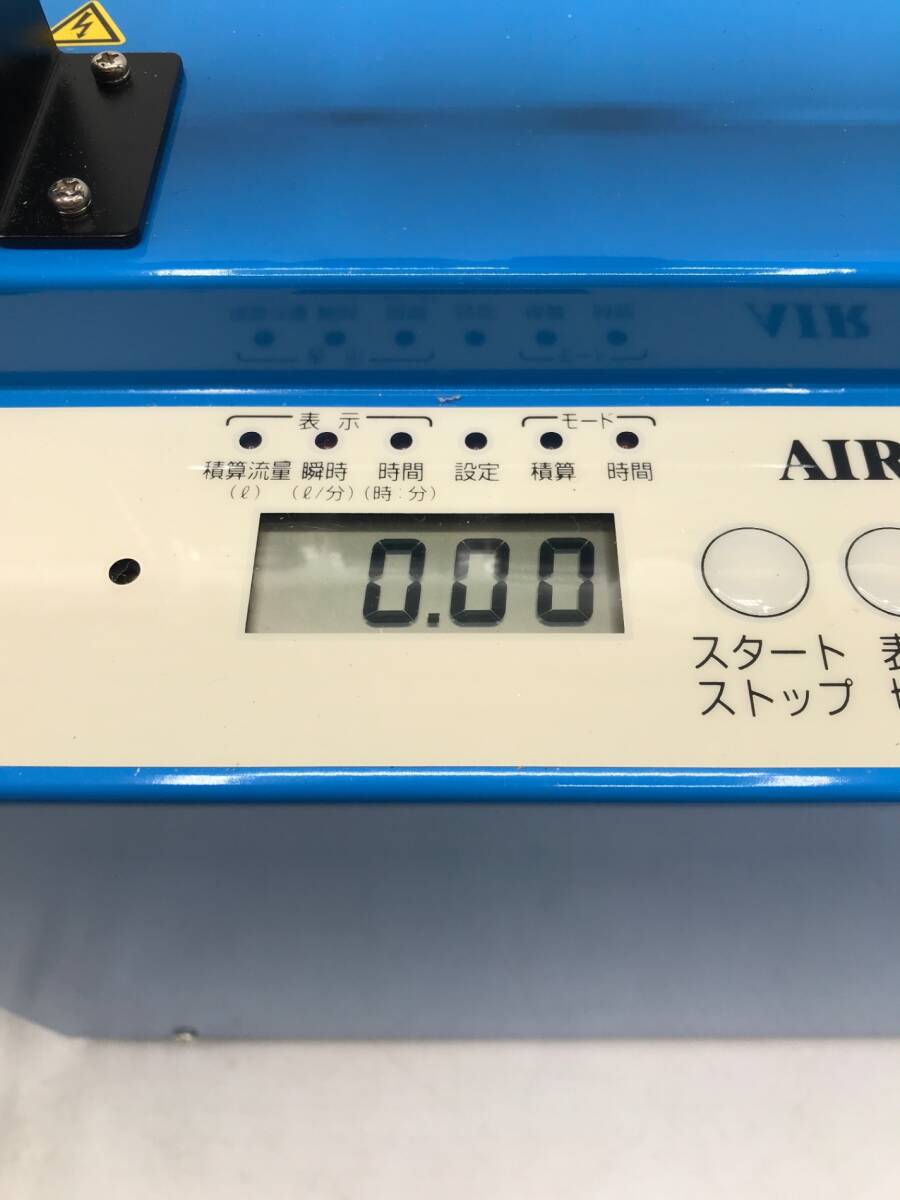 表示 モード
積算流量 瞬時 時間 設定 積算 時間
(ℓ) (ℓ/分) (時:分)
AIR
0.00
スタート 表
ストップ